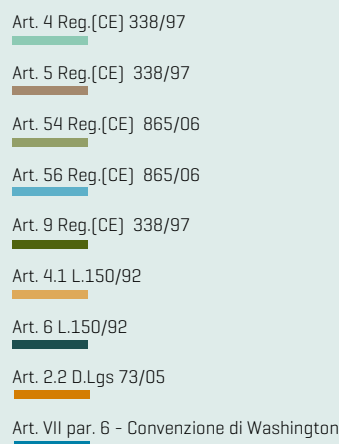 Art. 4 Reg.(CE) 338/97
Art. 5 Reg.(CE) 338/97
Art. 54 Reg.(CE) 865/06
Art. 56 Reg.(CE) 865/06
Art. 9 Reg.(CE) 338/97
Art. 4.1 L.150/92
Art. 6 L.150/92
Art. 2.2 D.Lgs 73/05
Art. VII par. 6 - Convenzione di Washington